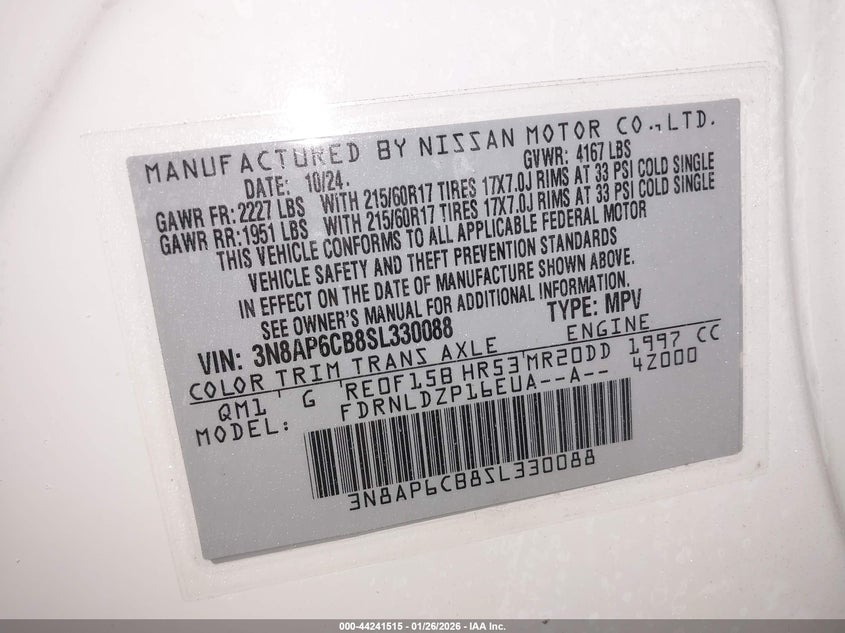 MANUFACTURED BY NISSAN MOTOR CO., LTD.
DATE: 10/24. GVWR: 4167 LBS
GAWR FR: 2227 LBS WITH 215/60R17 TIRES 17X7.0J RIMS AT 33 PSI COLD SINGLE
GAWR RR: 1951 LBS WITH 215/60R17 TIRES 17X7.0J RIMS AT 33 PSI COLD SINGLE
THIS VEHICLE CONFORMS TO ALL APPLICABLE FEDERAL MOTOR
VEHICLE SAFETY AND THEFT PREVENTION STANDARDS
IN EFFECT ON THE DATE OF MANUFACTURE SHOWN ABOVE.
SEE OWNER'S MANUAL FOR ADDITIONAL INFORMATION.
VIN: 3N8AP6CB8SL330088 TYPE: MPV
COLOR TRIM TRANS AXLE ENGINE
QM1 G RE0F15B HR53 MR20DD 1997 CC
MODEL: FDRNLDZP16EUA--A-- 4Z000
3N8AP6CB8SL330088
000-44241515 - 01/26/2026 - IAA Inc.